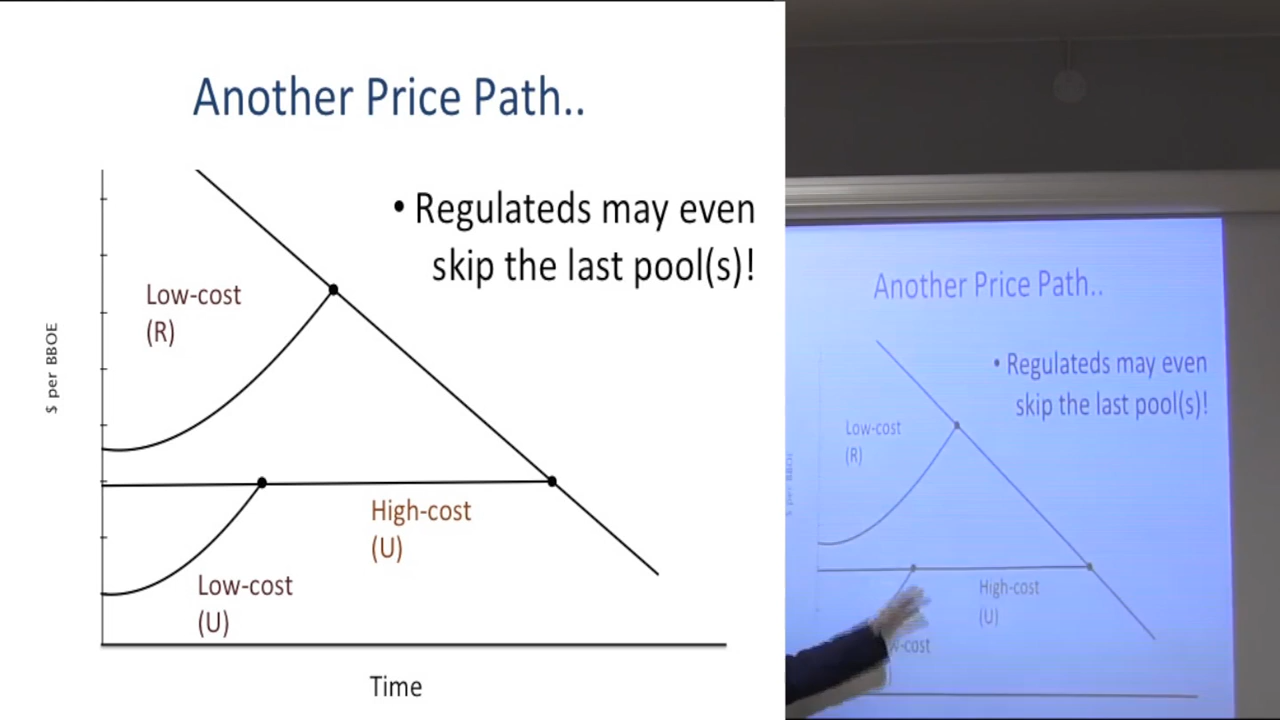 Another Price Path..
• Regulateds may even
skip the last pool(s)!
Low-cost
(R)
$ per BBOE
High-cost
(U)
Low-cost
(U)
Time
Another Price Path..
• Regulateds may even
skip the last pool(s)!
Low-cost
(R)
High-cost
(U)